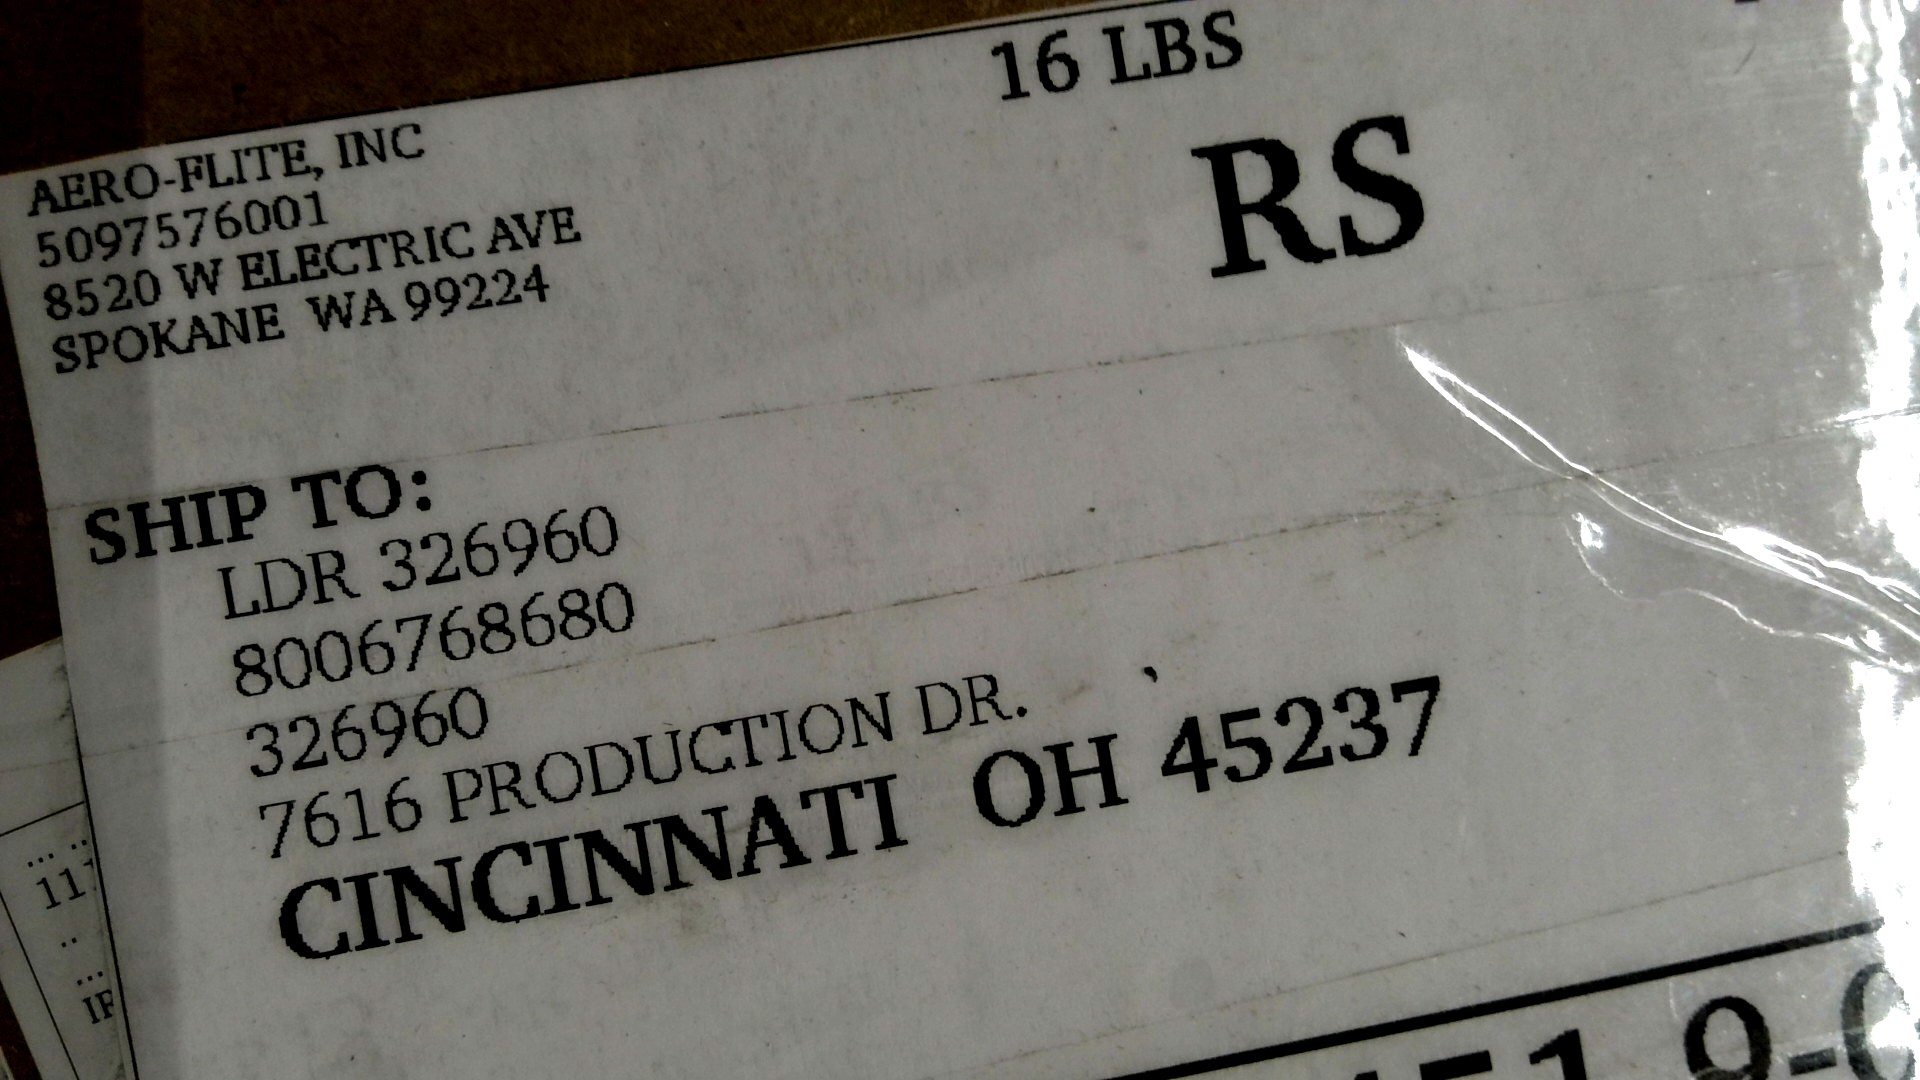 16 LBS
RS
AERO-FLITE, INC
5097576001
8520 W ELECTRIC AVE
SPOKANE WA 99224
SHIP TO:
LDR 326960
8006768680
326960
7616 PRODUCTION DR.
CINCINNATI OH 45237